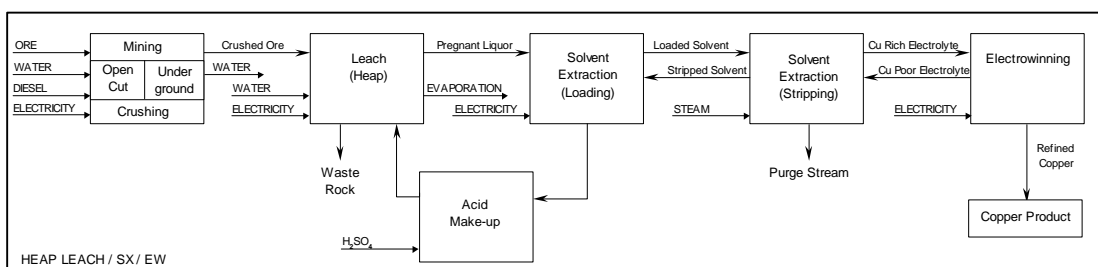 ORE
WATER
DIESEL
ELECTRICITY
Mining
Open
Cut
Under
ground
Crushing
Crushed Ore
WATER
WATER
ELECTRICITY
Leach
(Heap)
Waste
Rock
Pregnant Liquor
EVAPORATION
ELECTRICITY
Solvent
Extraction
(Loading)
Acid
Make-up
H₂SO₄
Loaded Solvent
Stripped Solvent
STEAM
Solvent
Extraction
(Stripping)
Purge Stream
Cu Rich Electrolyte
Cu Poor Electrolyte
ELECTRICITY
Electrowinning
Refined
Copper
Copper Product
HEAP LEACH / SX / EW